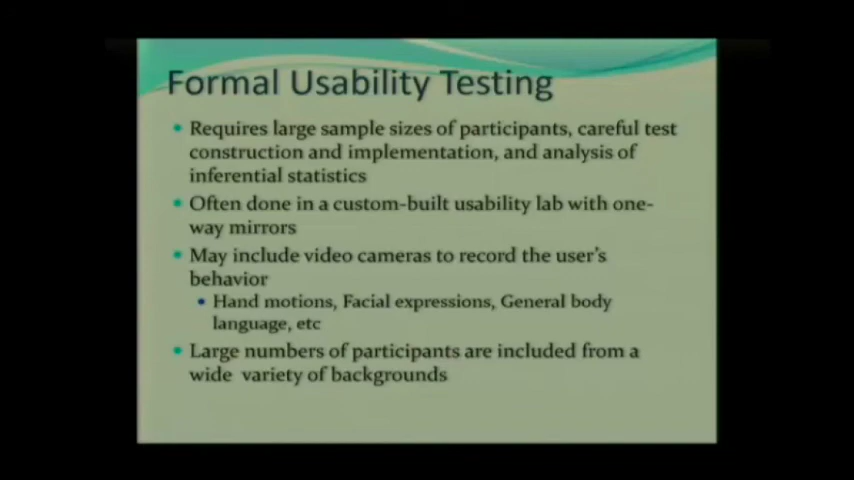 Formal Usability Testing
• Requires large sample sizes of participants, careful test
construction and implementation, and analysis of
inferential statistics
• Often done in a custom-built usability lab with one-
way mirrors
• May include video cameras to record the user's
behavior
• Hand motions, Facial expressions, General body
language, etc
• Large numbers of participants are included from a
wide variety of backgrounds